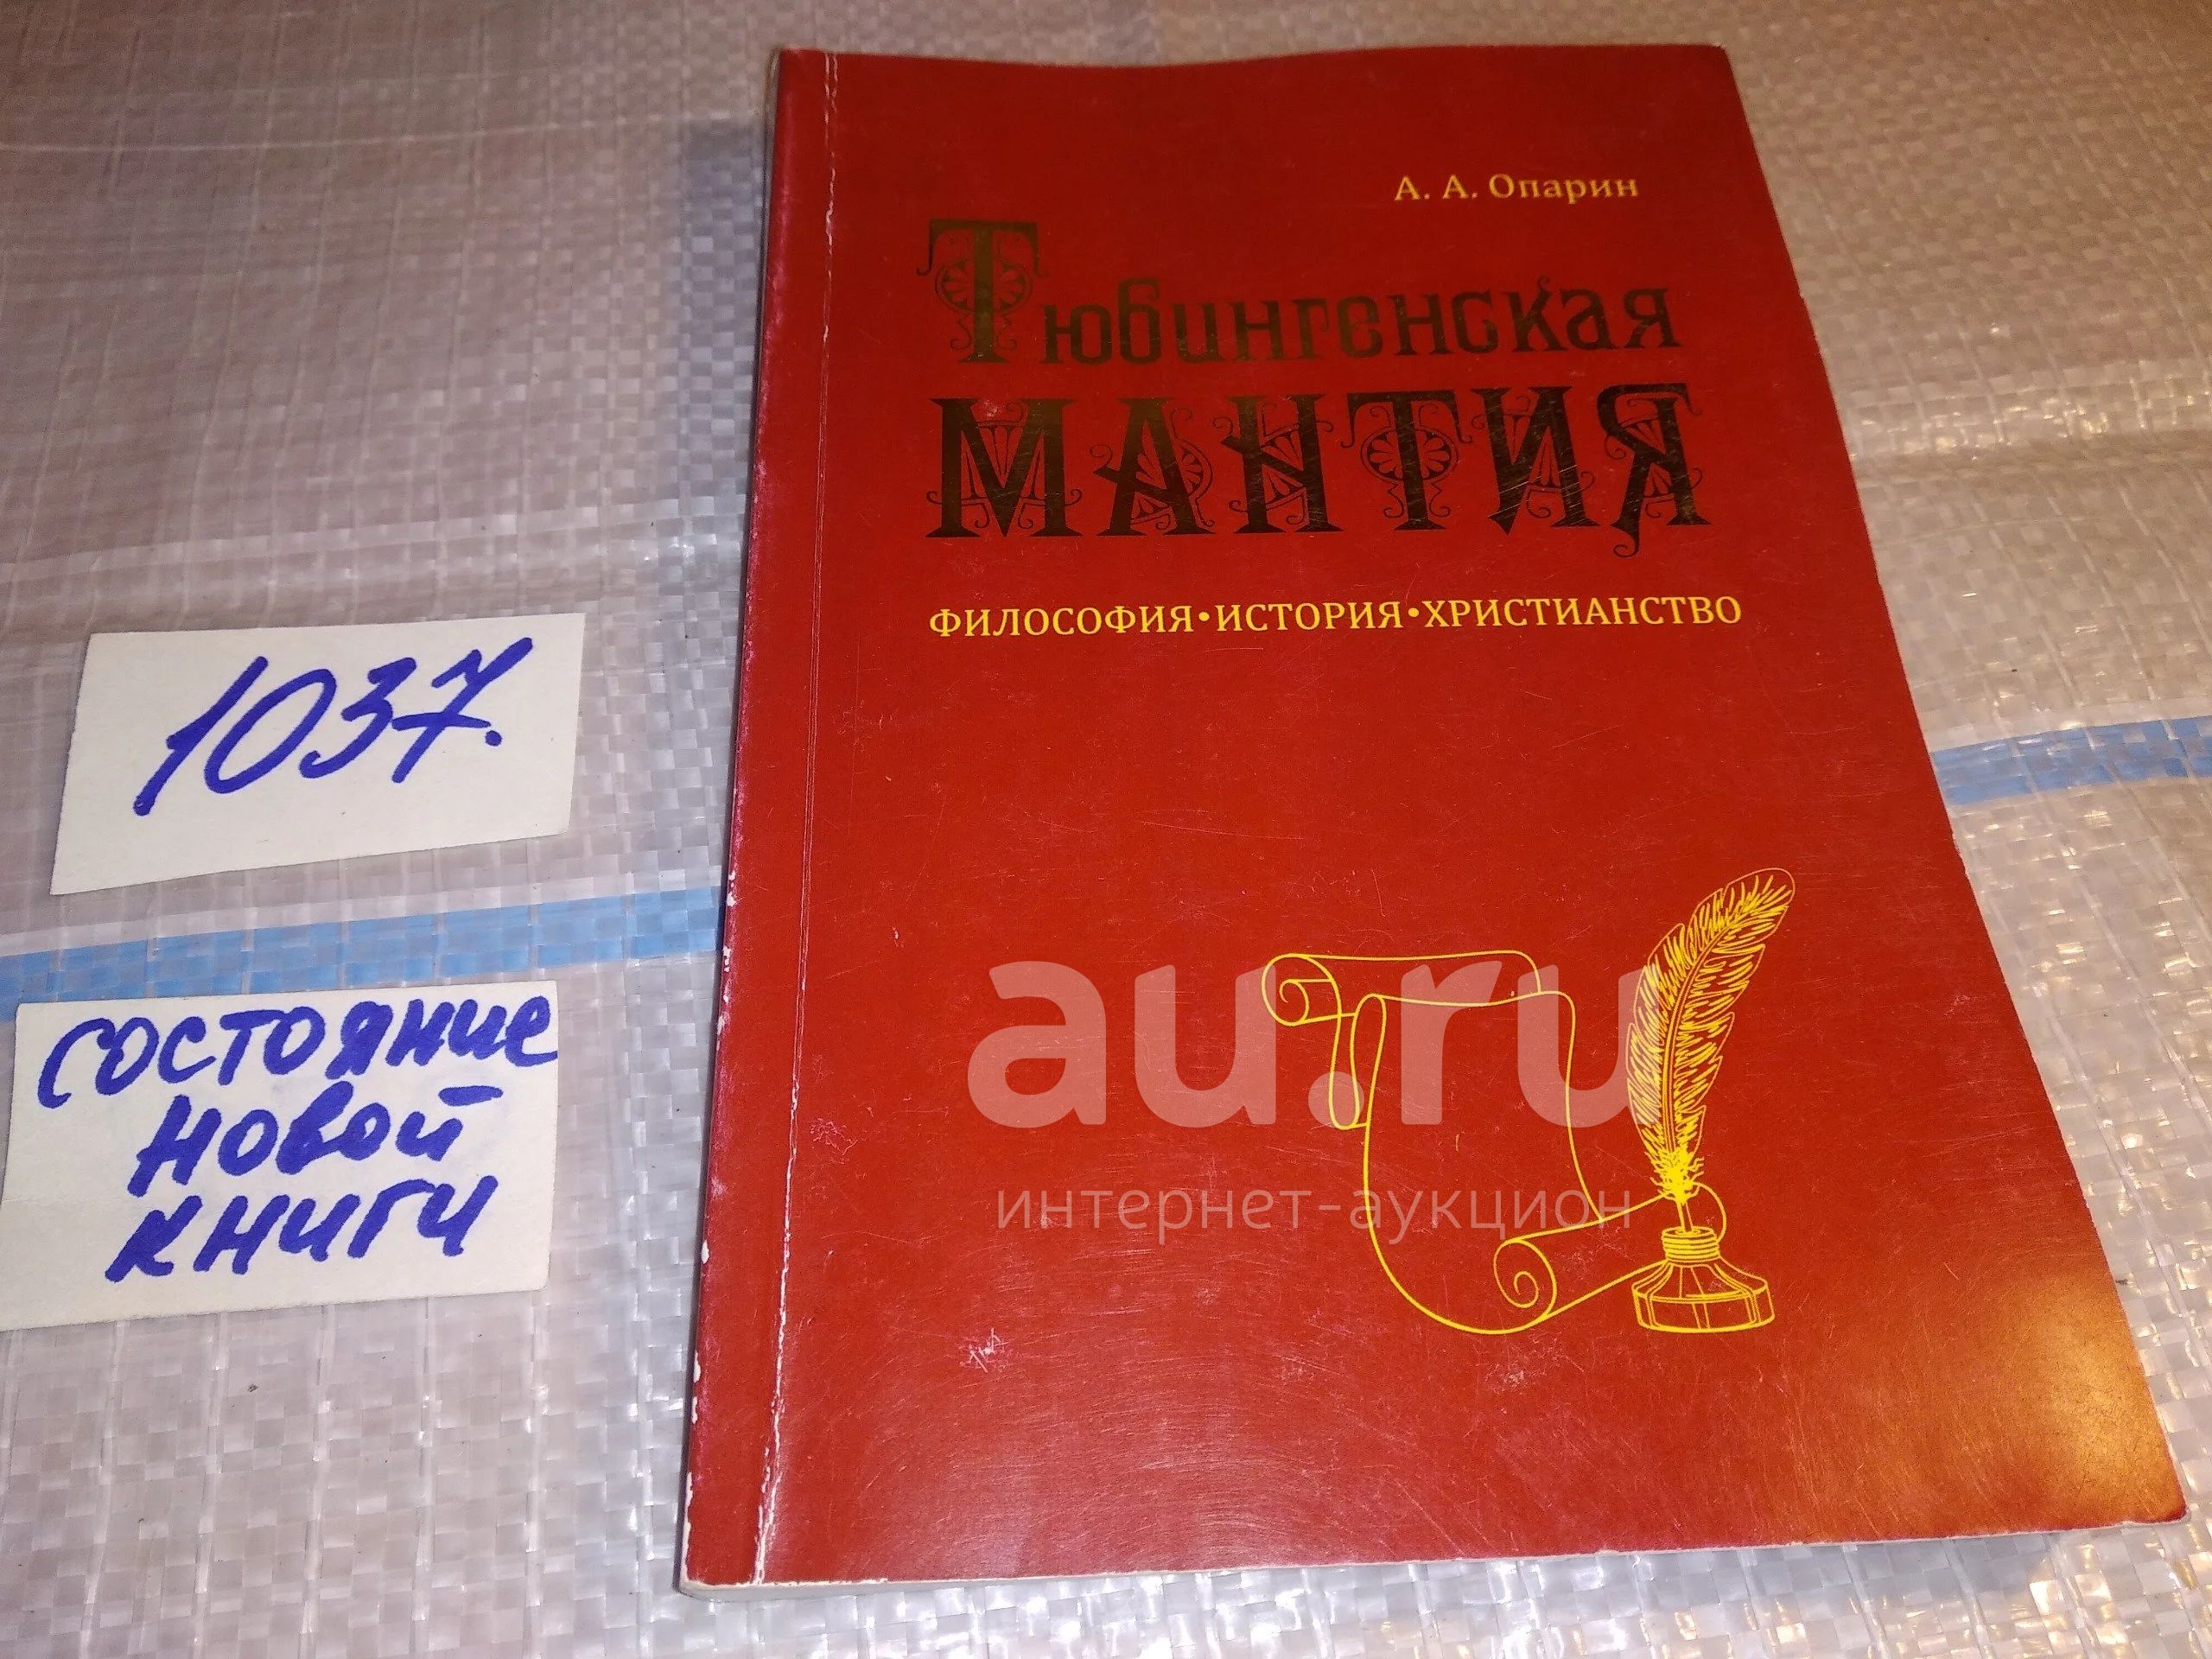 А. А. Опарин
Тюбингенская
МАНТИЯ
ФИЛОСОФИЯ•ИСТОРИЯ•ХРИСТИАНСТВО
1037.
состояние
новой
книги
au.ru
интернет-аукцион